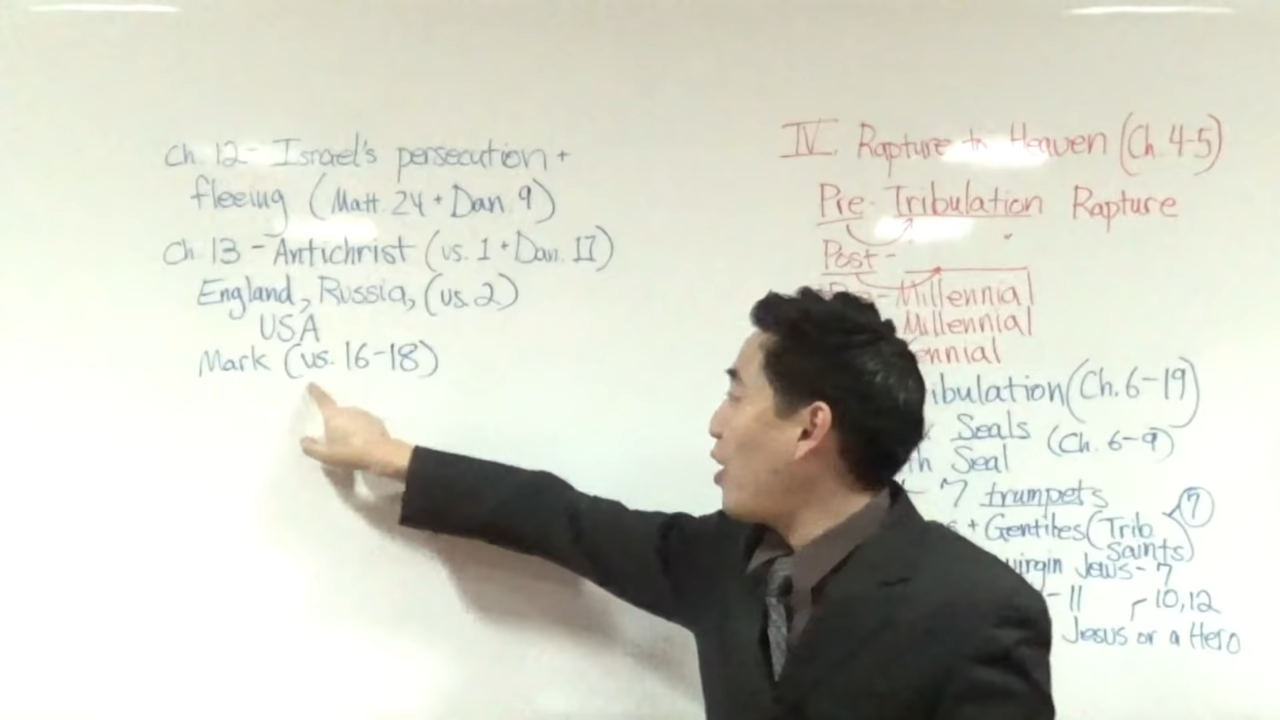 Ch. 12 - Israel's persecution +
fleeing (Matt. 24 + Dan. 9)
Ch. 13 - Antichrist (vs. 1 + Dan. 17)
England, Russia, (vs. 2)
USA
Mark (vs. 16-18)
IV. Rapture to Heaven (Ch. 4-5)
Pre-Tribulation Rapture
Post-
Millennial
Millennial
ennial
ibulation (Ch. 6-19)
Seals (Ch. 6-9)
th Seal
- 7 trumpets
+ Gentiles (Trib. 7
Saints)
virgin Jews - 7
- 11 10, 12
Jesus or a Hero